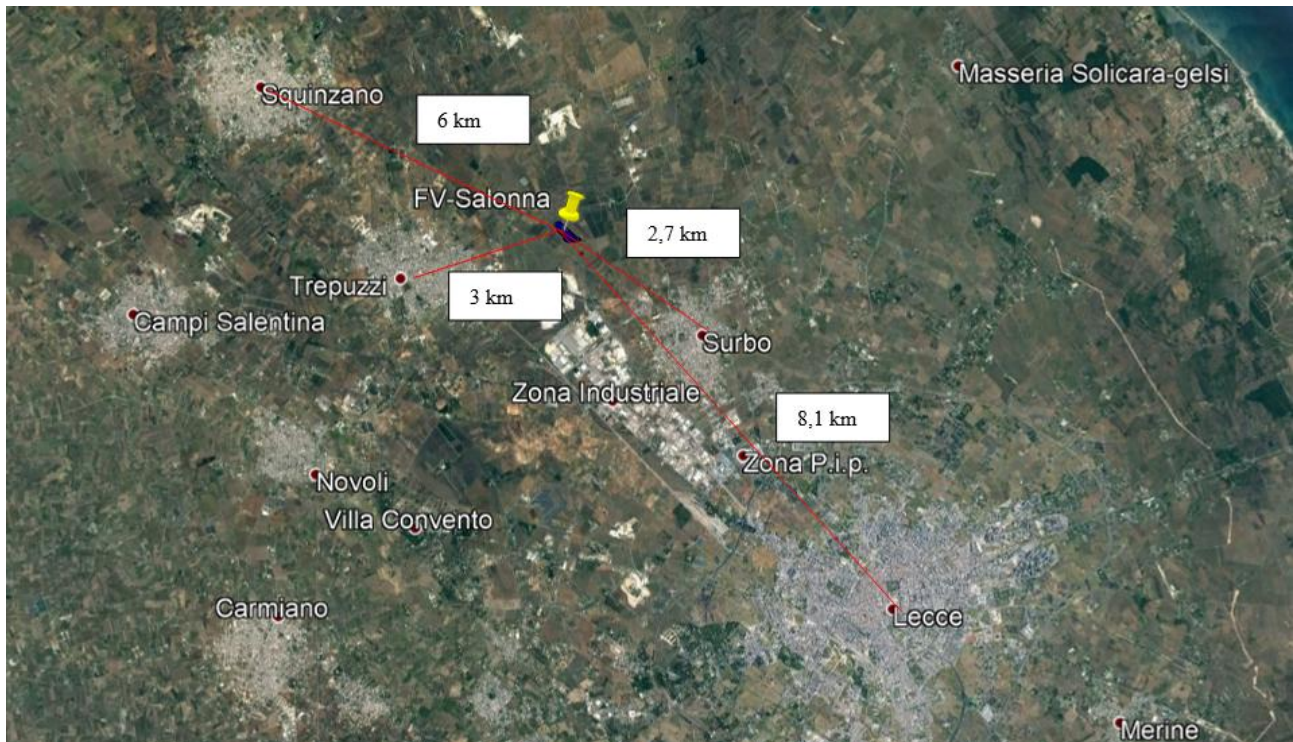 Masseria Solicara-gelsi
Squinzano
6 km
FV-Salonna
2,7 km
Trepuzzi
3 km
Campi Salentina
Surbo
Zona Industriale
8,1 km
Zona P.i.p.
Novoli
Villa Convento
Carmiano
Lecce
Merine